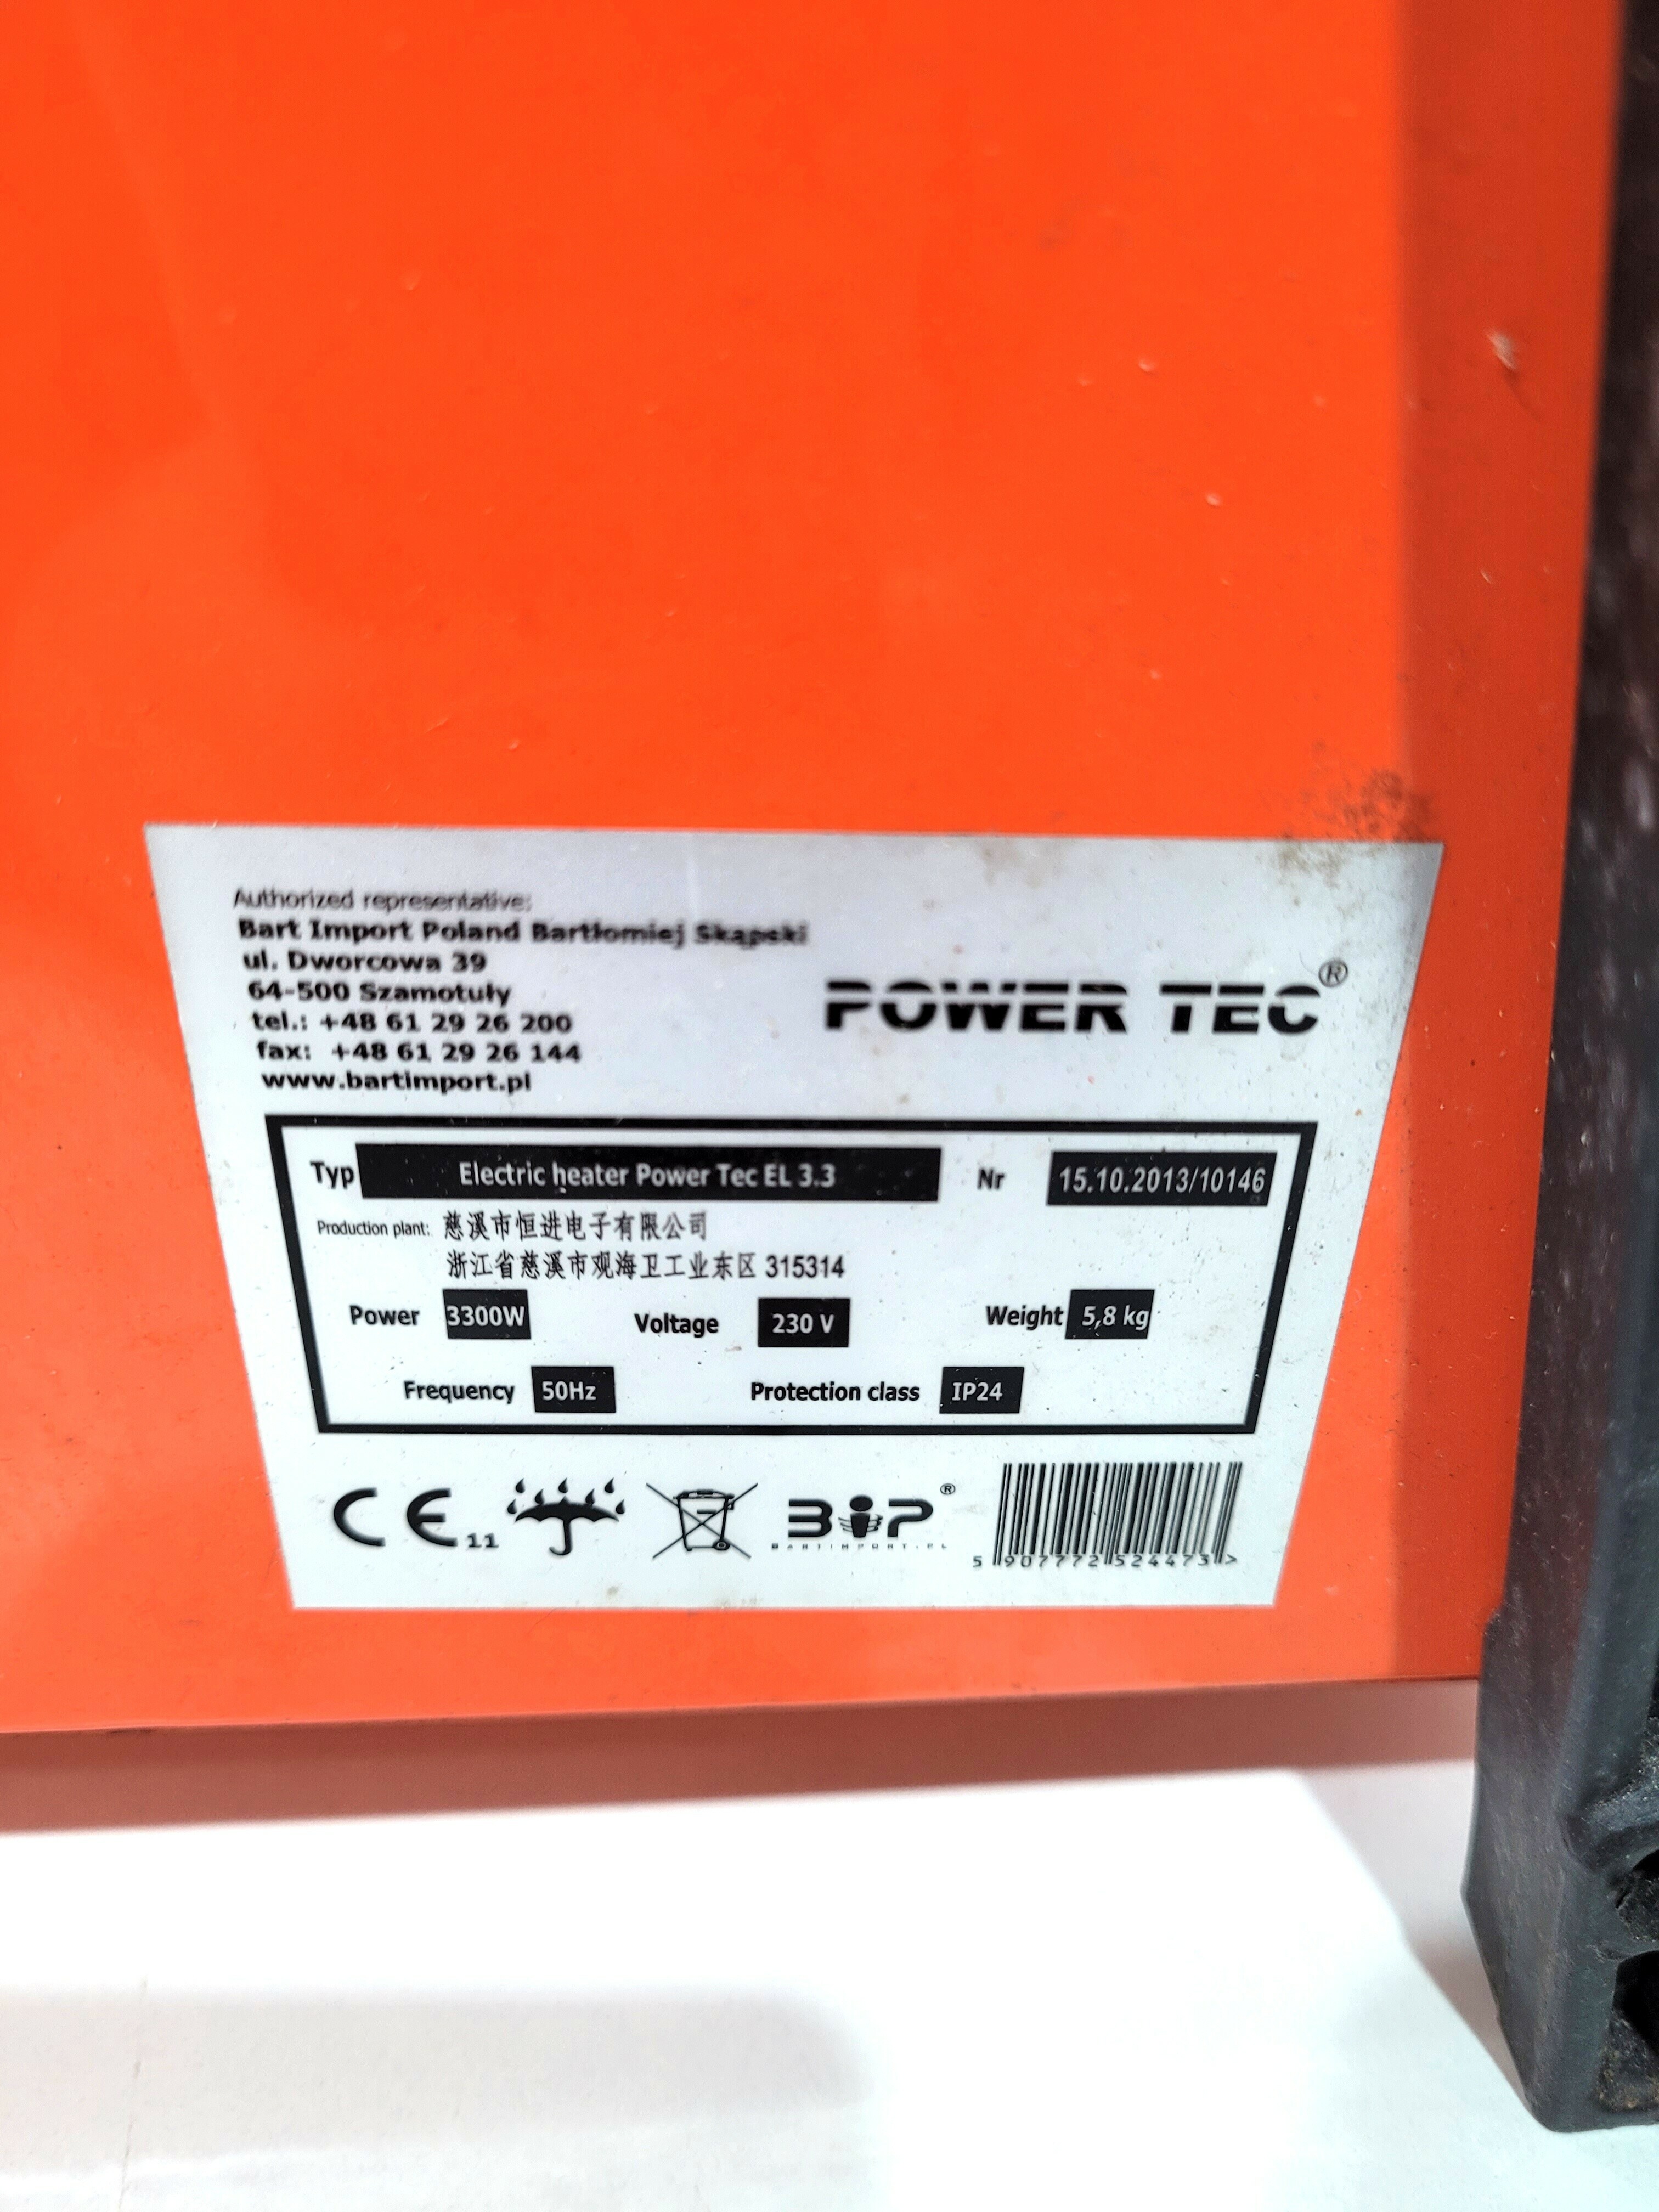 Authorized representative:
Bart Import Poland Bartłomiej Skąpski
ul. Dworcowa 39
64-500 Szamotuły
tel.: +48 61 29 26 200
fax: +48 61 29 26 144
www.bartimport.pl
POWER TEC®
Typ Electric heater Power Tec EL 3.3 Nr 15.10.2013/10146
Production plant: 慈溪市恒进电子有限公司
浙江省慈溪市观海卫工业东区 315314
Power 3300W Voltage 230 V Weight 5,8 kg
Frequency 50Hz Protection class IP24
CE 11 BIP®
BARTIMPORT.PL
5 907772 524473 >